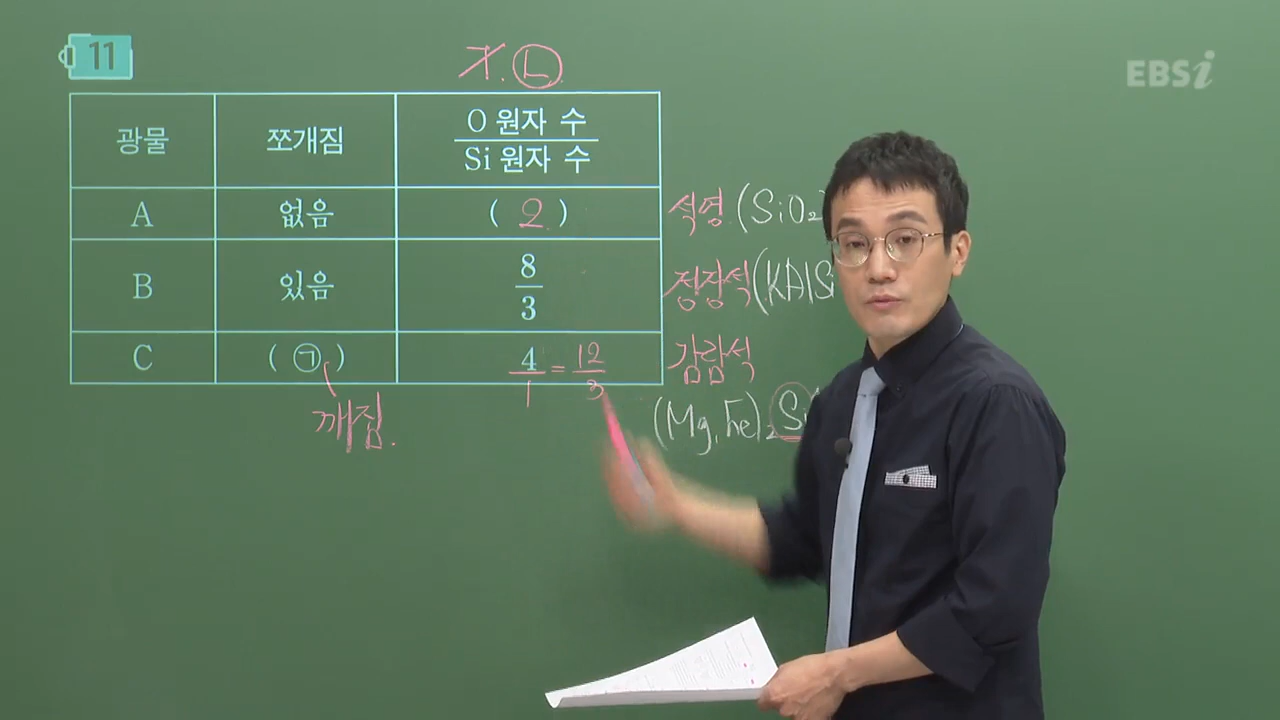 11
ㄱ. ㄴ.
EBSi
광물 쪼개짐 O 원자 수
Si 원자 수
A 없음 ( 2 ) 석영 (SiO₂
B 있음 8
3 정장석 (KAlSi
C ( ㉠ ) 4 = 12 감람석
1 3
깨짐. (Mg, Fe)₂Si